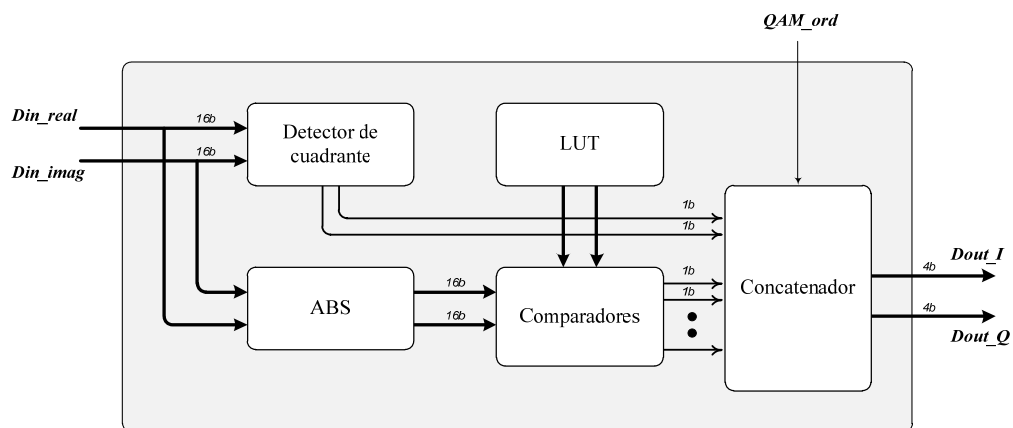 QAM_ord
Din_real
16b
Detector de
cuadrante
LUT
Din_imag
16b
1b
1b
Dout_I
4b
ABS
16b
16b
Comparadores
1b
1b
Concatenador
4b
Dout_Q